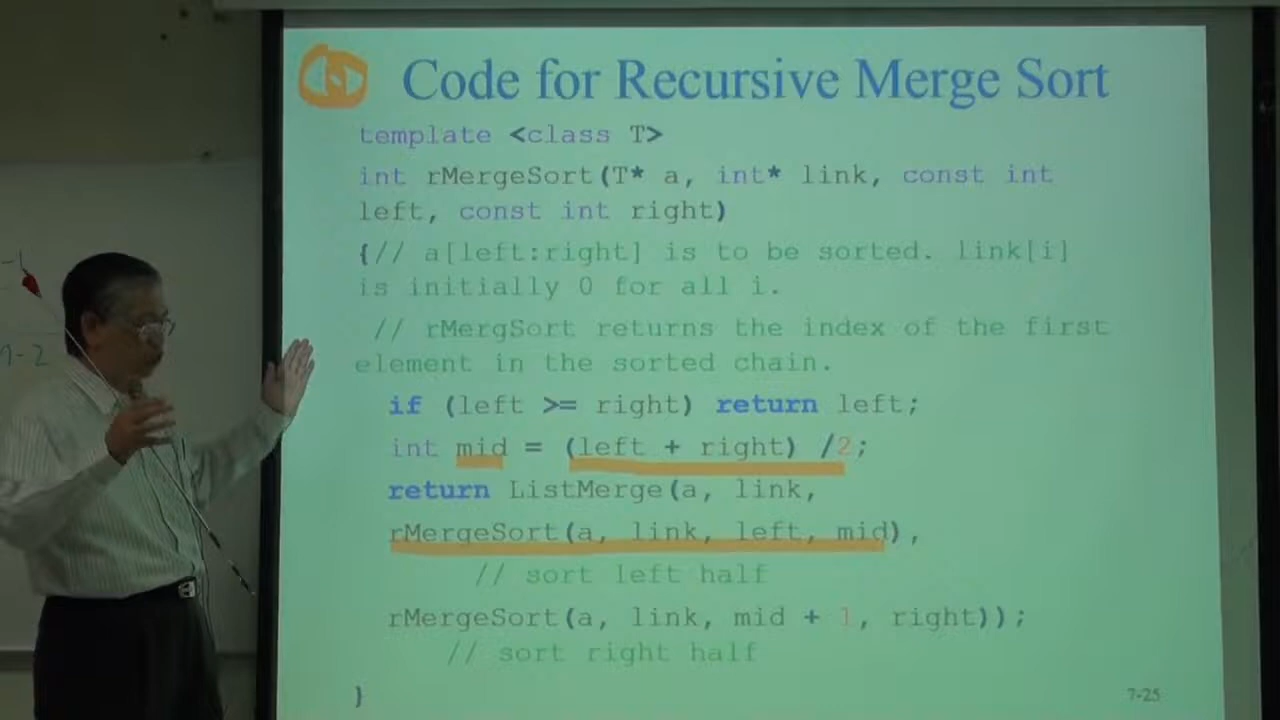 Code for Recursive Merge Sort
template <class T>
int rMergeSort(T* a, int* link, const int
left, const int right)
{// a[left:right] is to be sorted. link[i]
is initially 0 for all i.
// rMergSort returns the index of the first
element in the sorted chain.
if (left >= right) return left;
int mid = (left + right) /2;
return ListMerge(a, link,
rMergeSort(a, link, left, mid),
// sort left half
rMergeSort(a, link, mid + 1, right));
// sort right half
}
7-25